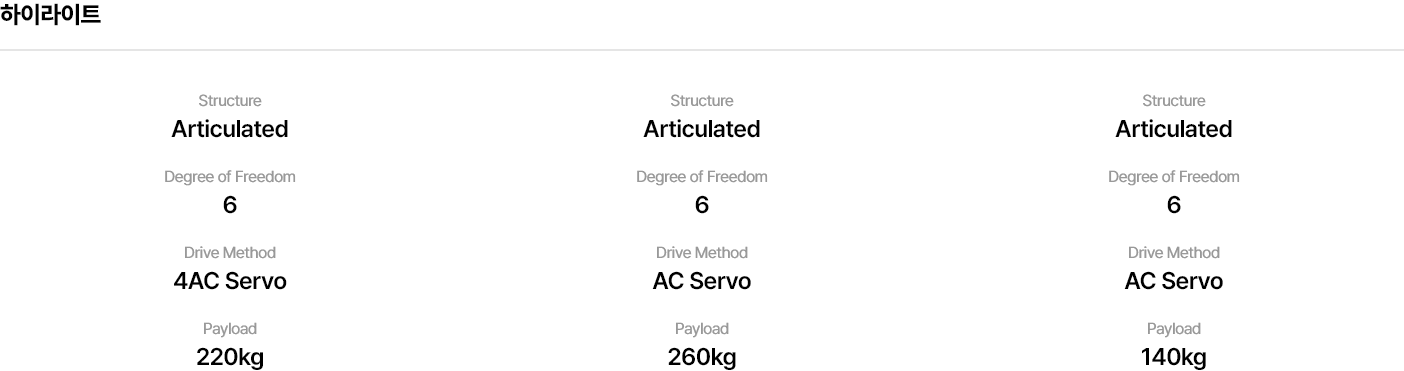 하이라이트
Structure Structure Structure
Articulated Articulated Articulated
Degree of Freedom Degree of Freedom Degree of Freedom
6 6 6
Drive Method Drive Method Drive Method
4AC Servo AC Servo AC Servo
Payload Payload Payload
220kg 260kg 140kg